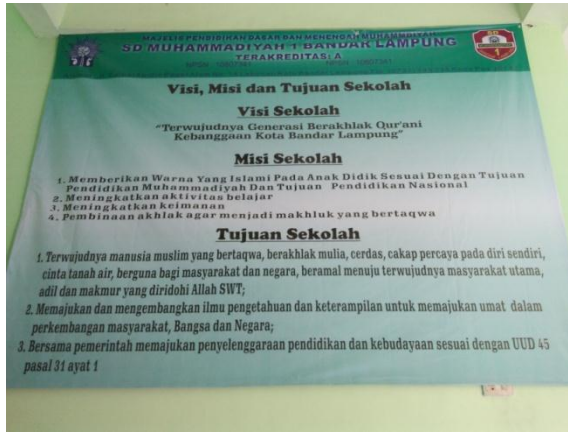 MAJELIS PENDIDIKAN DASAR DAN MENENGAH MUHAMMADIYAH
SD MUHAMMADIYAH 1 BANDAR LAMPUNG
TERAKREDITAS: A
Visi, Misi dan Tujuan Sekolah
Visi Sekolah
"Terwujudnya Generasi Berakhlak Qur'ani
Kebanggaan Kota Bandar Lampung"
Misi Sekolah
1. Memberikan Warna Yang Islami Pada Anak Didik Sesuai Dengan Tujuan
Pendidikan Muhammadiyah Dan Tujuan Pendidikan Nasional
2. Meningkatkan aktivitas belajar
3. Meningkatkan keimanan
4. Pembinaan akhlak agar menjadi makhluk yang bertaqwa
Tujuan Sekolah
1. Terwujudnya manusia muslim yang bertaqwa, berakhlak mulia, cerdas, cakap percaya pada diri sendiri,
cinta tanah air, berguna bagi masyarakat dan negara, beramal menuju terwujudnya masyarakat utama,
adil dan makmur yang diridohi Allah SWT;
2. Memajukan dan mengembangkan ilmu pengetahuan dan keterampilan untuk memajukan umat dalam
perkembangan masyarakat, Bangsa dan Negara;
3. Bersama pemerintah memajukan penyelenggaraan pendidikan dan kebudayaan sesuai dengan UUD 45
pasal 31 ayat 1